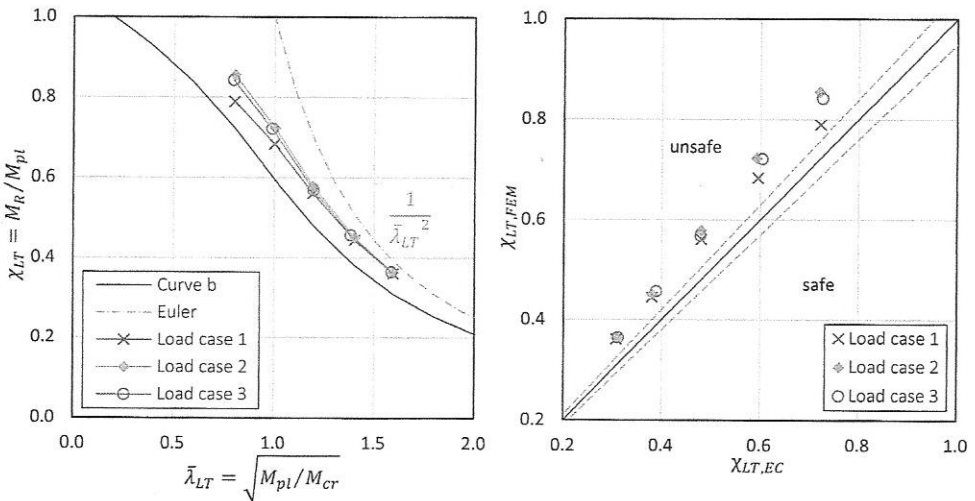 1.0
0.8
0.6
0.4
0.2
0.0
χLT = MR/Mpl
1
λ̄LT²
Curve b
Euler
Load case 1
Load case 2
Load case 3
0.0 0.5 1.0 1.5 2.0
λ̄LT = √Mpl/Mcr
1.0
0.8
0.6
0.4
0.2
χLT,FEM
unsafe
safe
Load case 1
Load case 2
Load case 3
0.2 0.4 0.6 0.8 1.0
χLT,EC